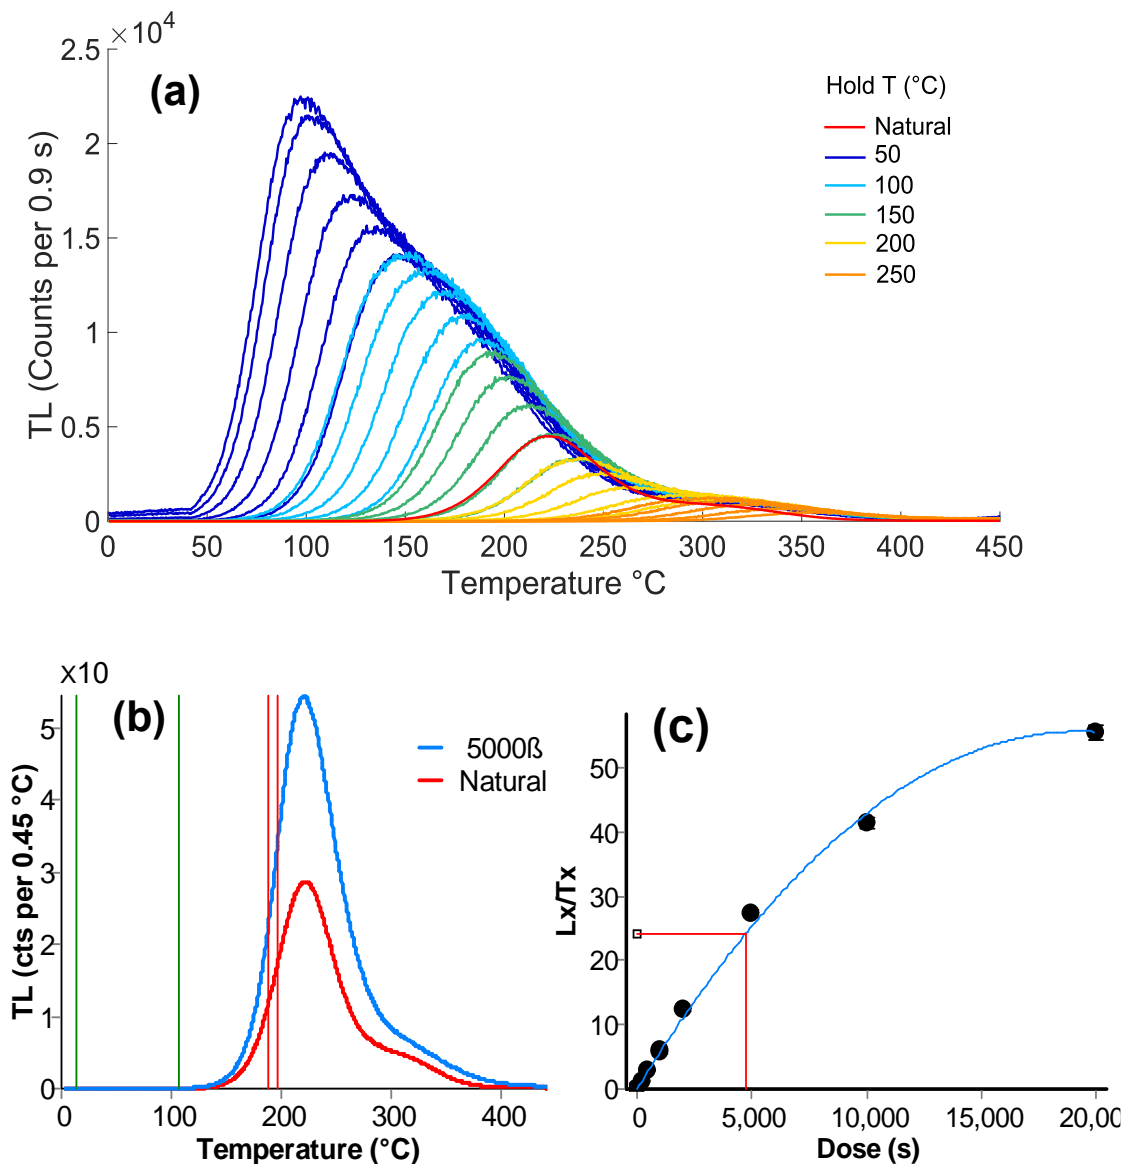 ×10⁴
(a)
2.5
2
1.5
1
0.5
0
TL (Counts per 0.9 s)
Hold T (°C)
Natural
50
100
150
200
250
0 50 100 150 200 250 300 350 400 450
Temperature °C
x10
(b)
5
4
3
2
1
0
TL (cts per 0.45 °C)
5000ß
Natural
0 100 200 300 400
Temperature (°C)
(c)
50
40
30
20
10
0
Lx/Tx
0 5,000 10,000 15,000 20,00
Dose (s)